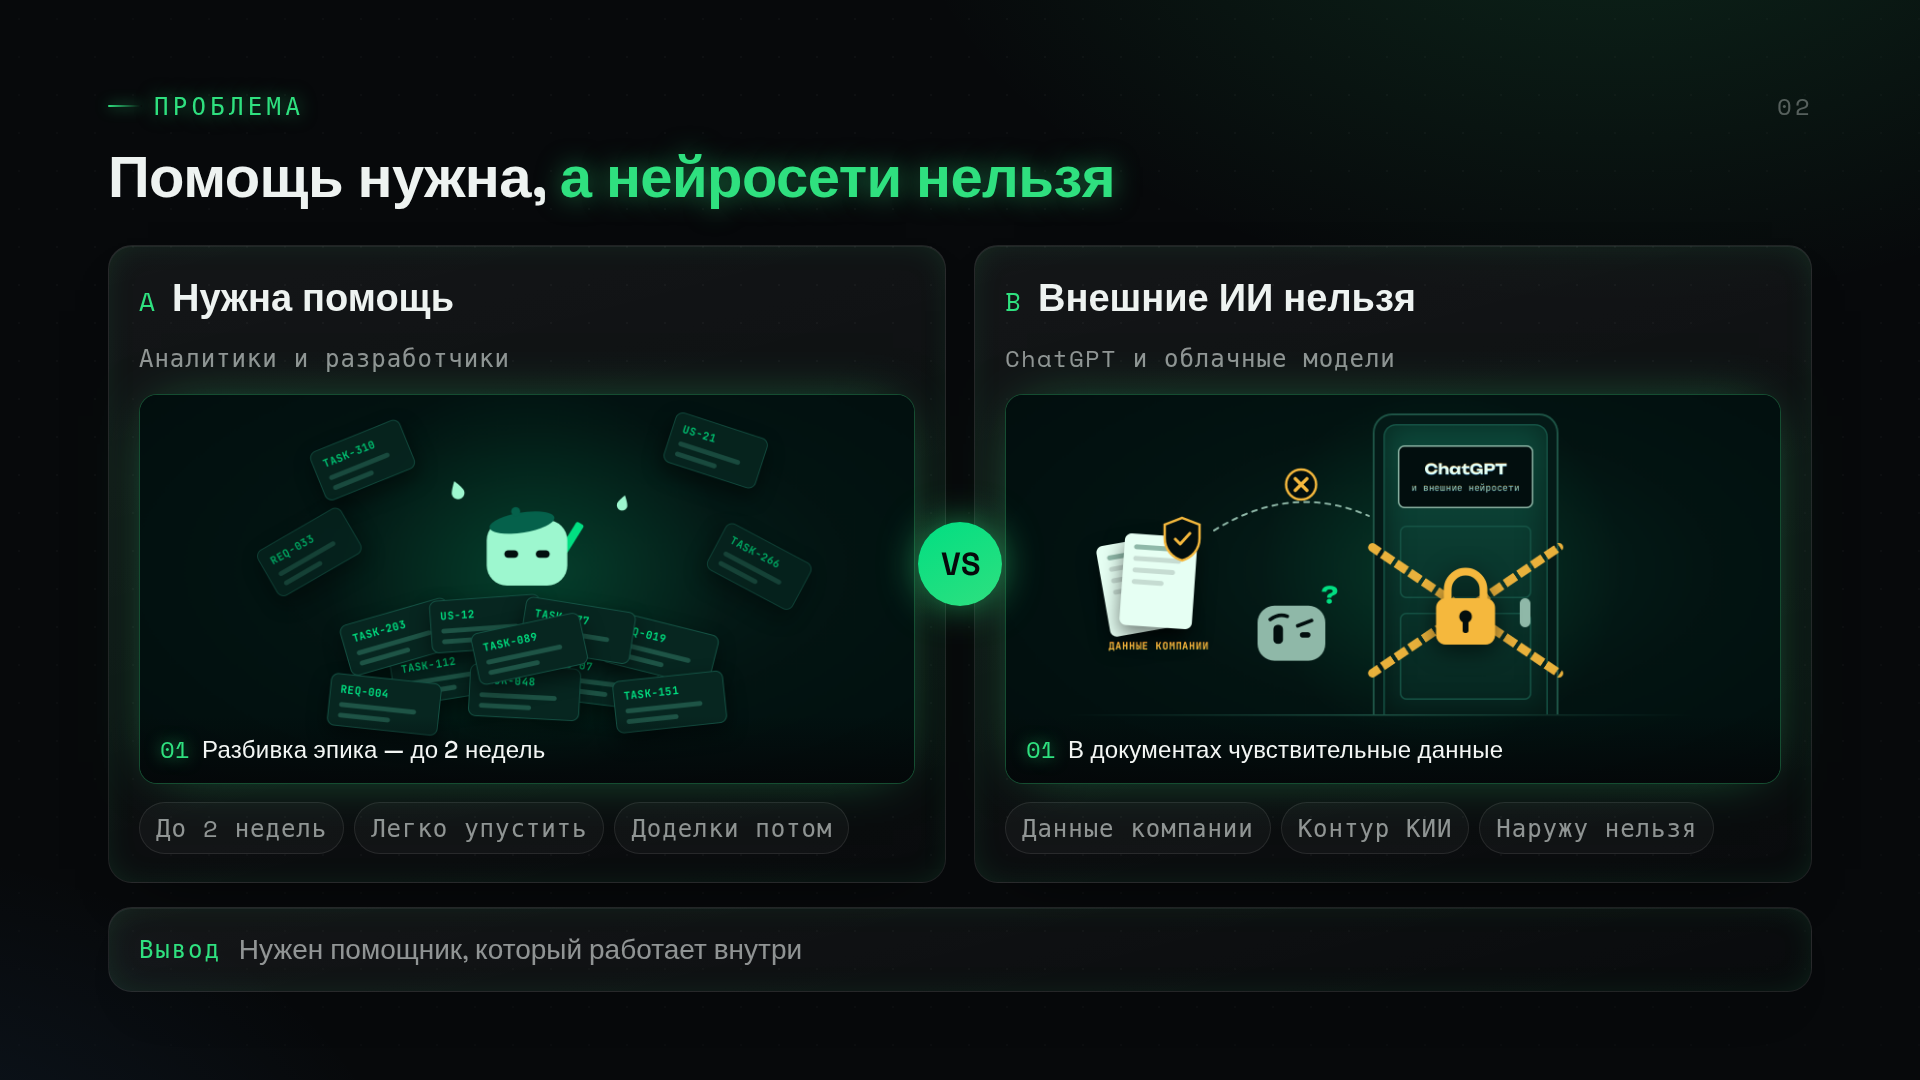 ПРОБЛЕМА
02
Помощь нужна, а нейросети нельзя
A Нужна помощь
Аналитики и разработчики
TASK-310
US-21
REQ-033
TASK-266
TASK-203
US-12
TASK-089
TASK-112
REQ-004
TASK-151
01 Разбивка эпика — до 2 недель
До 2 недель
Легко упустить
Доделки потом
VS
B Внешние ИИ нельзя
ChatGPT и облачные модели
ChatGPT
и внешние нейросети
?
ДАННЫЕ КОМПАНИИ
01 В документах чувствительные данные
Данные компании
Контур КИИ
Наружу нельзя
Вывод Нужен помощник, который работает внутри